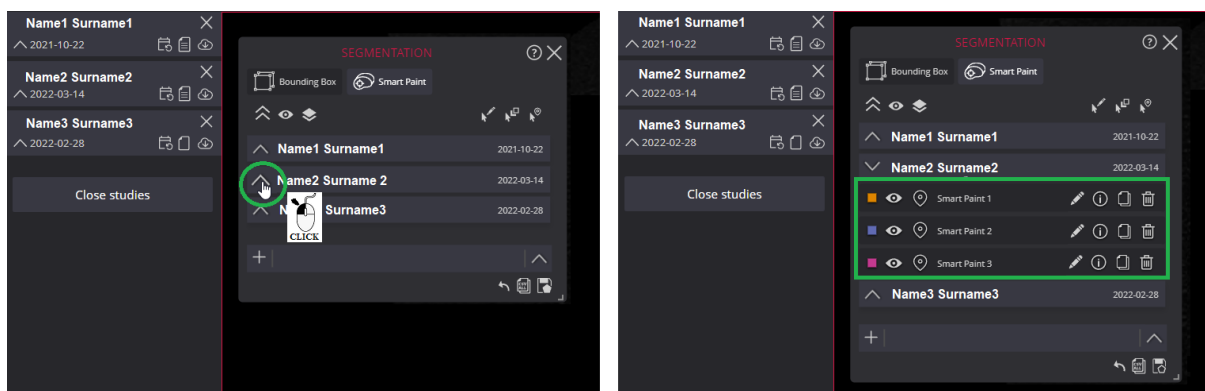 Name1 Surname1
2021-10-22
Name2 Surname2
2022-03-14
Name3 Surname3
2022-02-28
Close studies
SEGMENTATION
Bounding Box
Smart Paint
Name1 Surname1 2021-10-22
Name2 Surname 2 2022-03-14
Surname3 2022-02-28
CLICK
Name1 Surname1
2021-10-22
Name2 Surname2
2022-03-14
Name3 Surname3
2022-02-28
Close studies
SEGMENTATION
Bounding Box
Smart Paint
Name1 Surname1 2021-10-22
Name2 Surname2 2022-03-14
Smart Paint 1
Smart Paint 2
Smart Paint 3
Name3 Surname3 2022-02-28